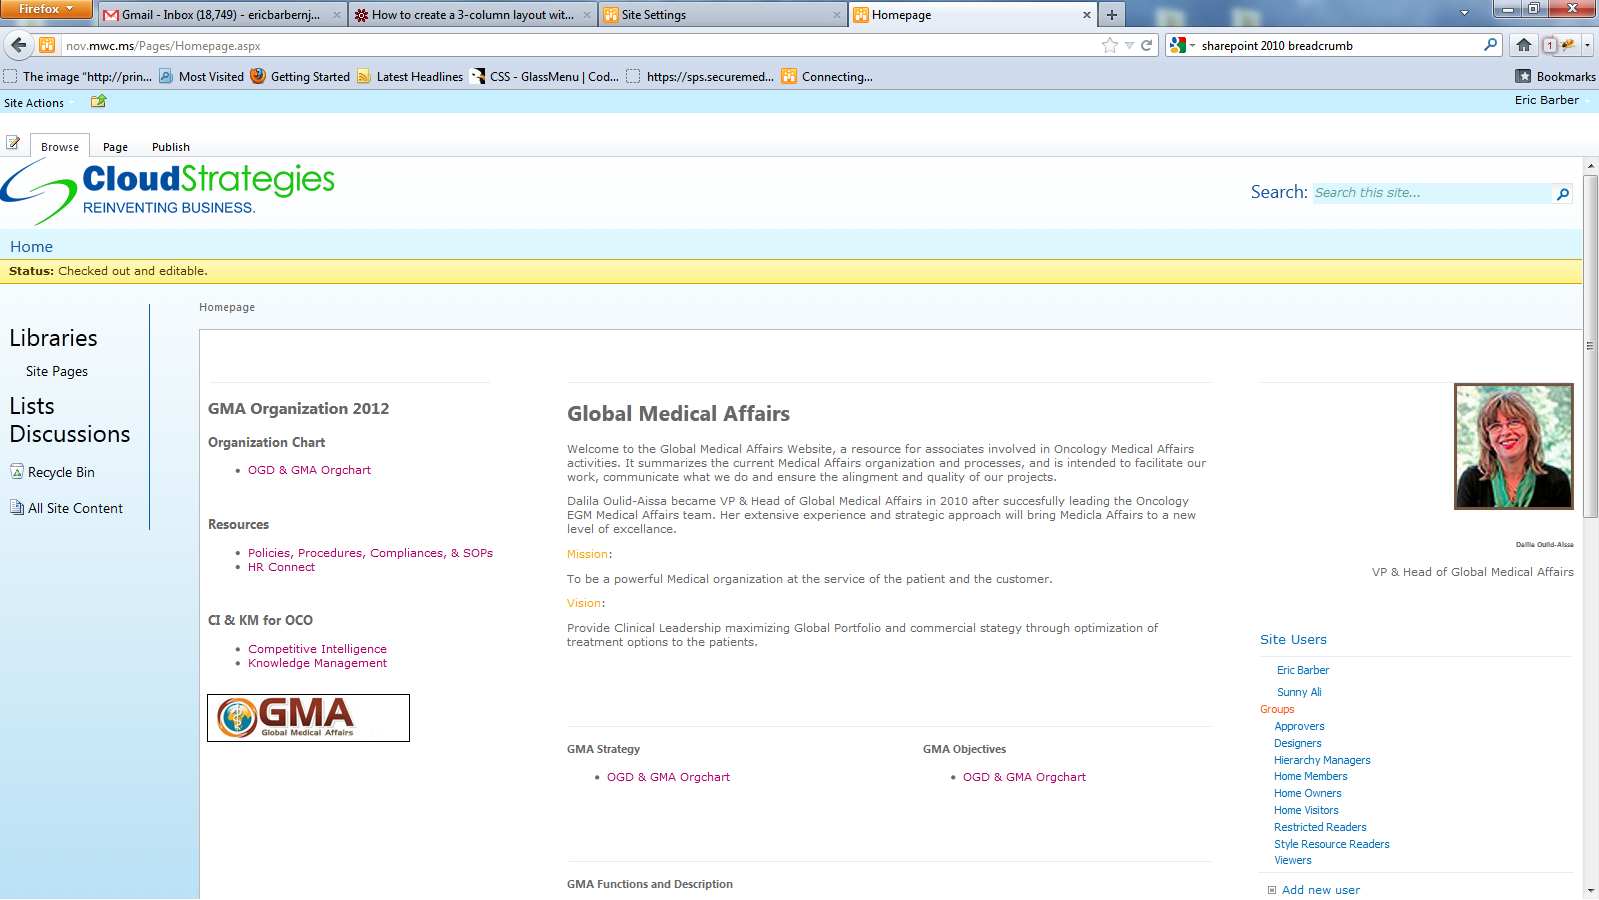 Firefox
Gmail - Inbox (18,749) - ericbarbernj...
How to create a 3-column layout wit...
Site Settings
Homepage
nov.mwc.ms/Pages/Homepage.aspx
sharepoint 2010 breadcrumb
1
The image "http://prin...
Most Visited
Getting Started
Latest Headlines
CSS - GlassMenu | Cod...
https://sps.securemed...
Connecting...
Bookmarks
Site Actions
Eric Barber
Browse
Page
Publish
CloudStrategies
REINVENTING BUSINESS.
Search: Search this site...
Home
Status: Checked out and editable.
Homepage
Libraries
Site Pages
Lists
Discussions
Recycle Bin
All Site Content
GMA Organization 2012
Organization Chart
OGD & GMA Orgchart
Resources
Policies, Procedures, Compliances, & SOPs
HR Connect
CI & KM for OCO
Competitive Intelligence
Knowledge Management
GMA
Global Medical Affairs
Global Medical Affairs
Welcome to the Global Medical Affairs Website, a resource for associates involved in Oncology Medical Affairs
activities. It summarizes the current Medical Affairs organization and processes, and is intended to facilitate our
work, communicate what we do and ensure the alingment and quality of our projects.
Dalila Oulid-Aissa became VP & Head of Global Medical Affairs in 2010 after succesfully leading the Oncology
EGM Medical Affairs team. Her extensive experience and strategic approach will bring Medicla Affairs to a new
level of excellence.
Mission:
To be a powerful Medical organization at the service of the patient and the customer.
Vision:
Provide Clinical Leadership maximizing Global Portfolio and commercial stategy through optimization of
treatment options to the patients.
GMA Strategy
OGD & GMA Orgchart
GMA Objectives
OGD & GMA Orgchart
GMA Functions and Description
Dalila Oulid-Aissa
VP & Head of Global Medical Affairs
Site Users
Eric Barber
Sunny Ali
Groups
Approvers
Designers
Hierarchy Managers
Home Members
Home Owners
Home Visitors
Restricted Readers
Style Resource Readers
Viewers
Add new user